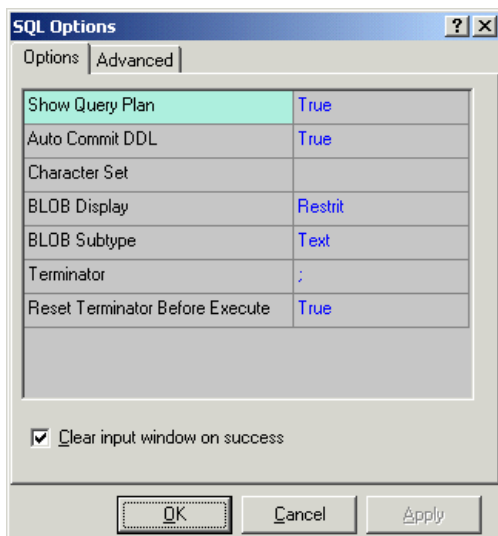 SQL Options
Options Advanced
Show Query Plan True
Auto Commit DDL True
Character Set
BLOB Display Restrit
BLOB Subtype Text
Terminator ;
Reset Terminator Before Execute True
Clear input window on success
OK Cancel Apply